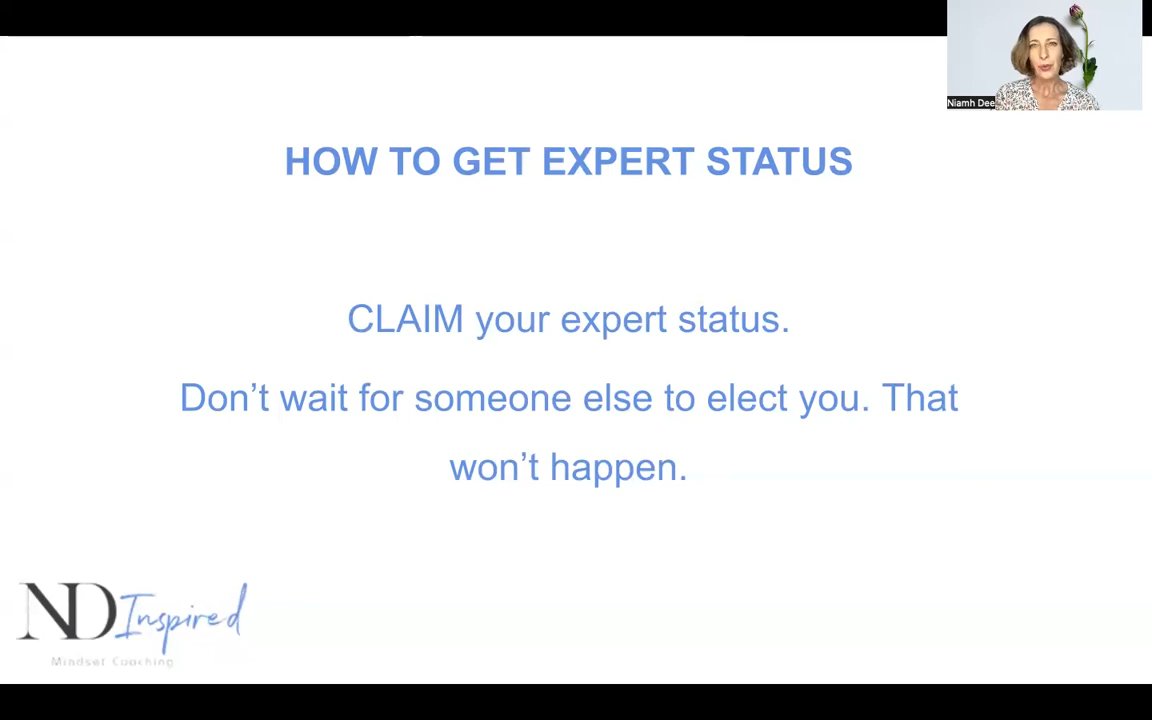 Niamh Dee
HOW TO GET EXPERT STATUS
CLAIM your expert status.
Don't wait for someone else to elect you. That
won't happen.
ND Inspired
Mindset Coaching